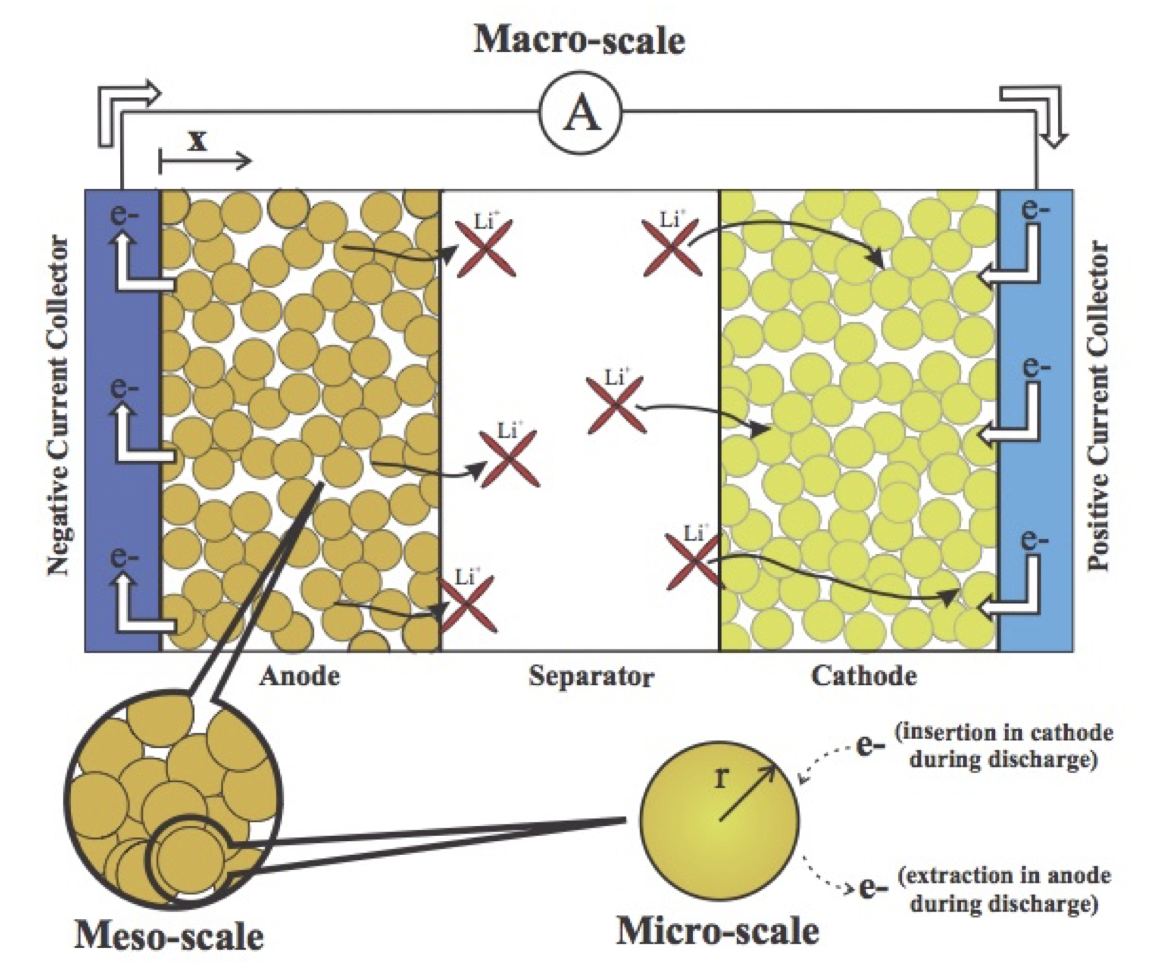 Macro-scale
A
x
e-
e-
e-
Negative Current Collector
Li+
Li+
Li+
Li+
Li+
Li+
e-
e-
e-
Positive Current Collector
Anode
Separator
Cathode
Meso-scale
r
e- (insertion in cathode
during discharge)
e- (extraction in anode
during discharge)
Micro-scale